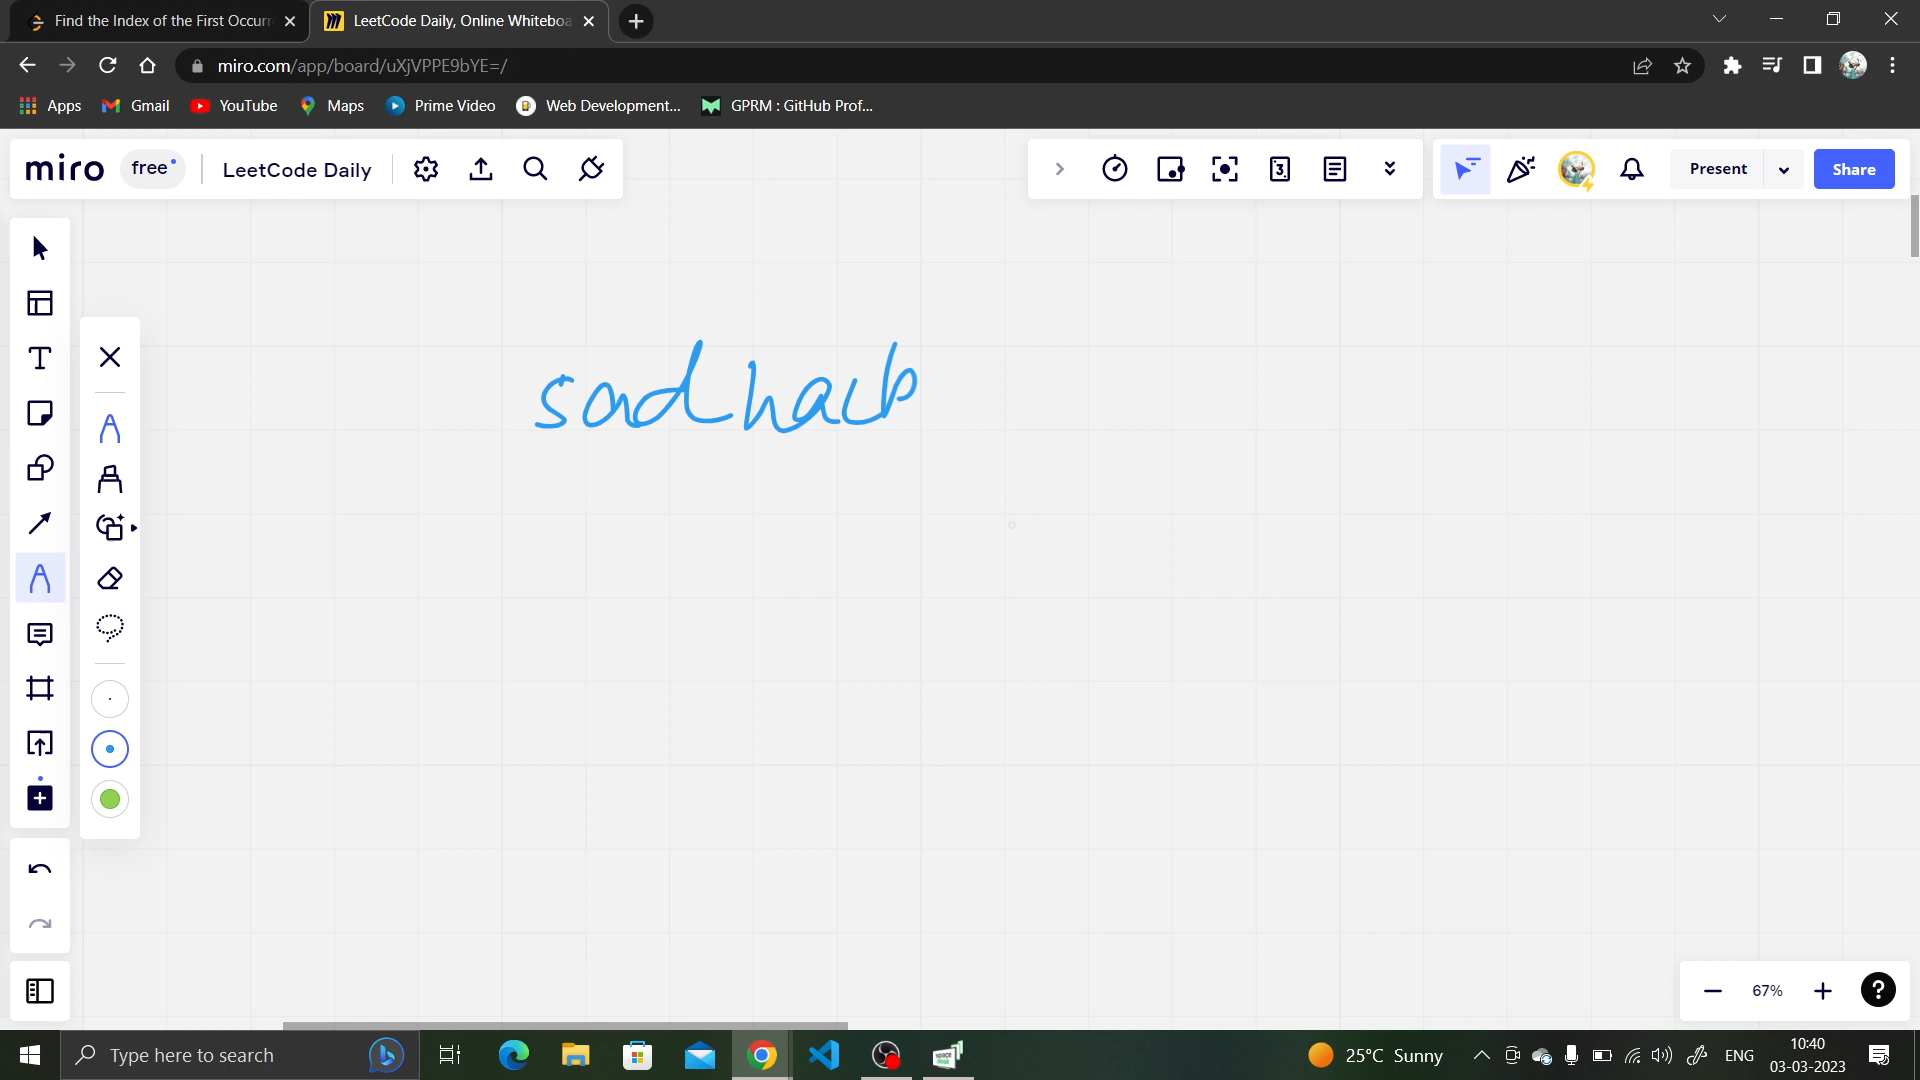 Find the Index of the First Occurr
LeetCode Daily, Online Whiteboa
miro.com/app/board/uXjVPPE9bYE=/
Apps
Gmail
YouTube
Maps
Prime Video
Web Development...
GPRM : GitHub Prof...
miro
free
LeetCode Daily
3
Present
Share
sadhack
67%
?
Type here to search
25°C Sunny
ENG
10:40
03-03-2023